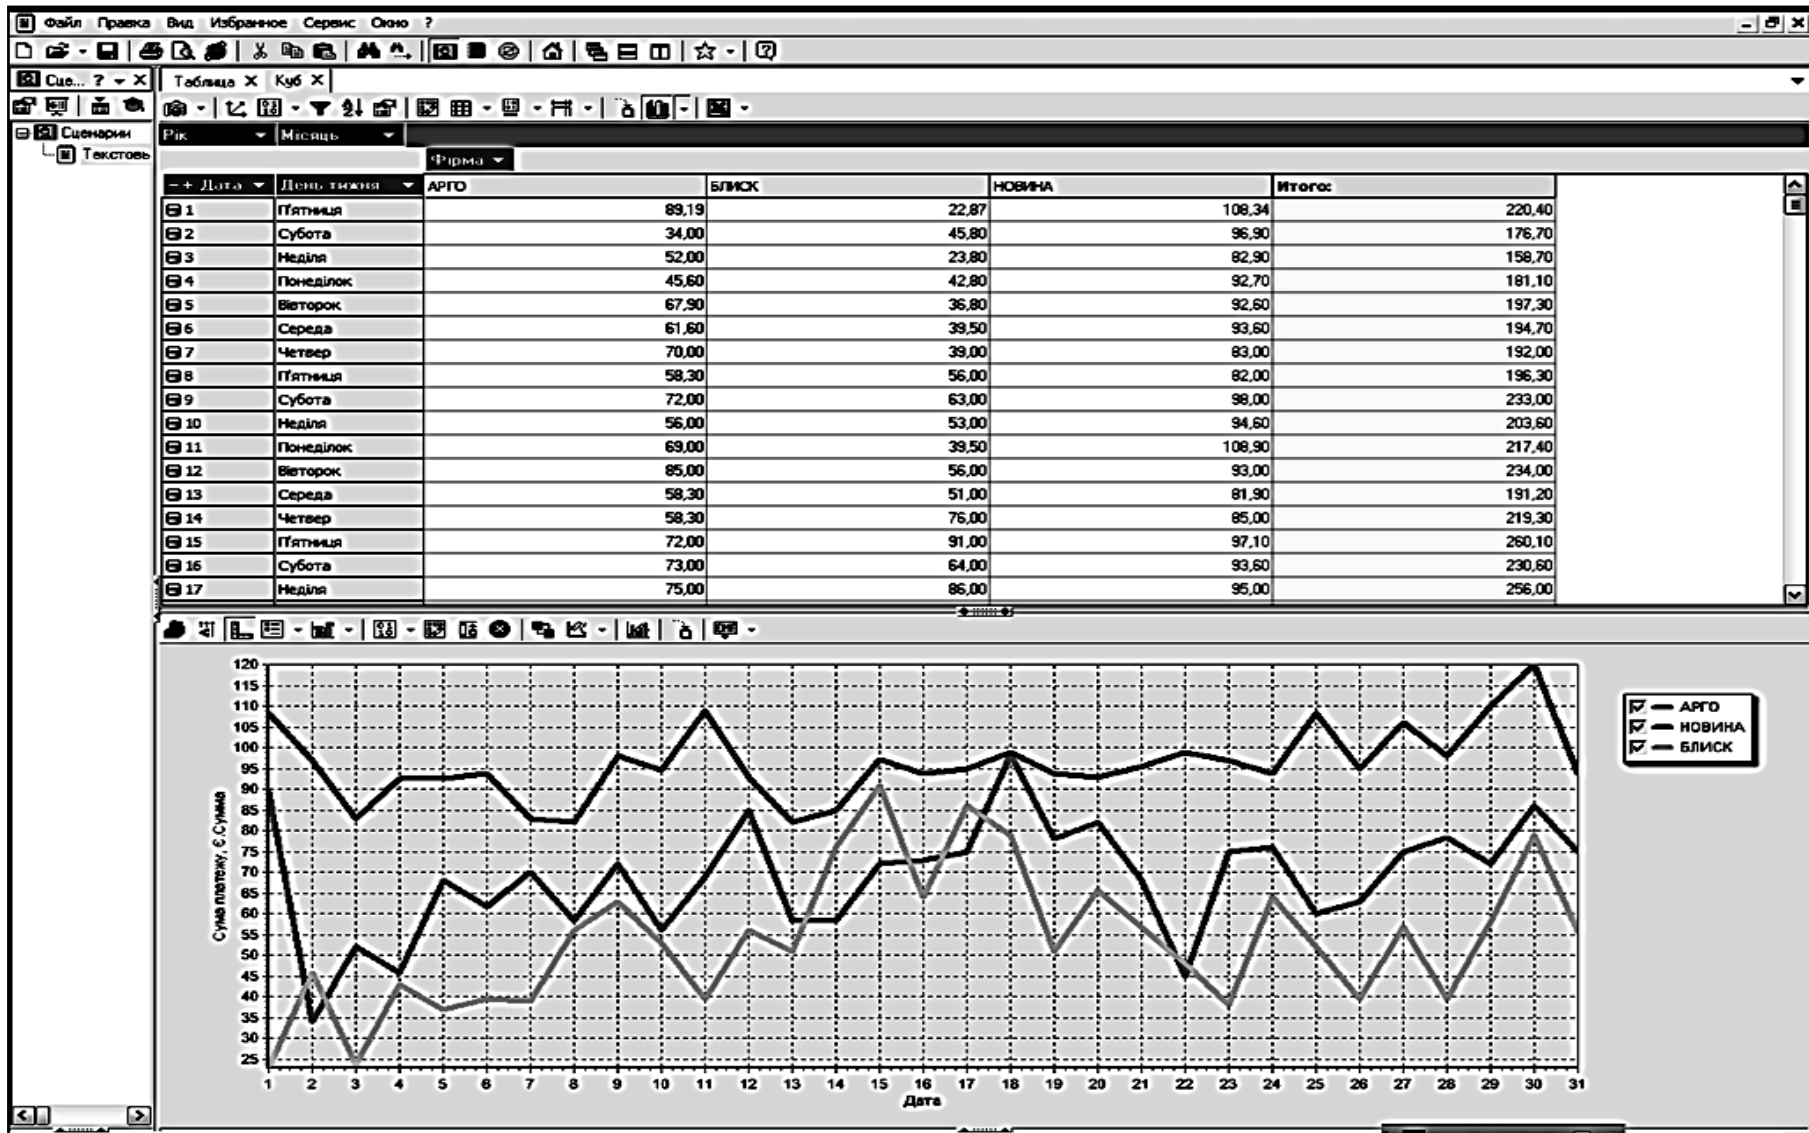 Файл Правка Вид Избранное Сервис Окно ?
Сце... ? X
Таблица X Куб X
Сценарии
Текстовь
Рік Місяць
Фірма
− + Дата День тижня АРГО БЛИСК НОВИНА Итого:
1 П'ятниця 89,19 22,87 108,34 220,40
2 Субота 34,00 45,80 96,90 176,70
3 Неділя 52,00 23,80 82,90 158,70
4 Понеділок 45,60 42,80 92,70 181,10
5 Вівторок 67,90 36,80 92,60 197,30
6 Середа 61,60 39,50 93,60 194,70
7 Четвер 70,00 39,00 83,00 192,00
8 П'ятниця 58,30 56,00 82,00 196,30
9 Субота 72,00 63,00 98,00 233,00
10 Неділя 56,00 53,00 94,60 203,60
11 Понеділок 69,00 39,50 108,90 217,40
12 Вівторок 85,00 56,00 93,00 234,00
13 Середа 58,30 51,00 81,90 191,20
14 Четвер 58,30 76,00 85,00 219,30
15 П'ятниця 72,00 91,00 97,10 260,10
16 Субота 73,00 64,00 93,60 230,60
17 Неділя 75,00 86,00 95,00 256,00
120
115
110
105
100
95
90
85
80
75
70
65
60
55
50
45
40
35
30
25
Сума платежу, Є.Сумма
1 2 3 4 5 6 7 8 9 10 11 12 13 14 15 16 17 18 19 20 21 22 23 24 25 26 27 28 29 30 31
Дата
АРГО
НОВИНА
БЛИСК